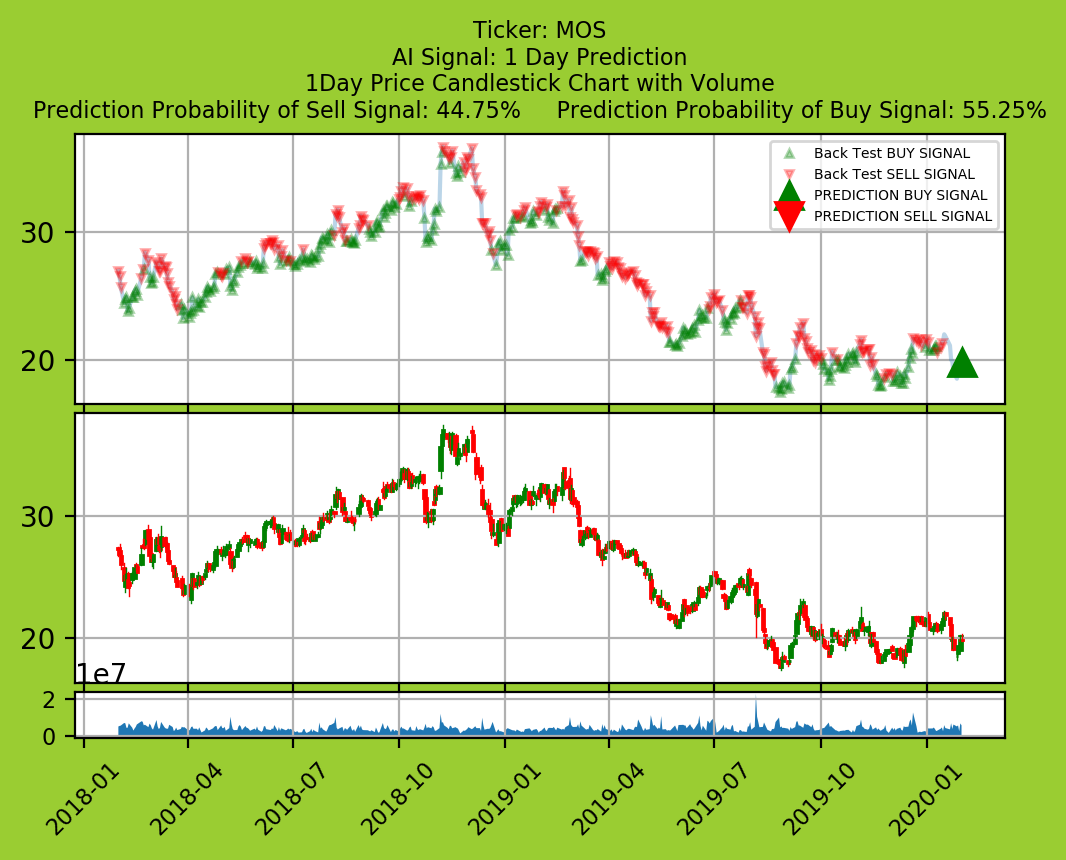 Ticker: MOS
AI Signal: 1 Day Prediction
1Day Price Candlestick Chart with Volume
Prediction Probability of Sell Signal: 44.75%     Prediction Probability of Buy Signal: 55.25%
Back Test BUY SIGNAL
Back Test SELL SIGNAL
PREDICTION BUY SIGNAL
PREDICTION SELL SIGNAL
30
20
30
20
1e7
2
0
2018-01
2018-04
2018-07
2018-10
2019-01
2019-04
2019-07
2019-10
2020-01